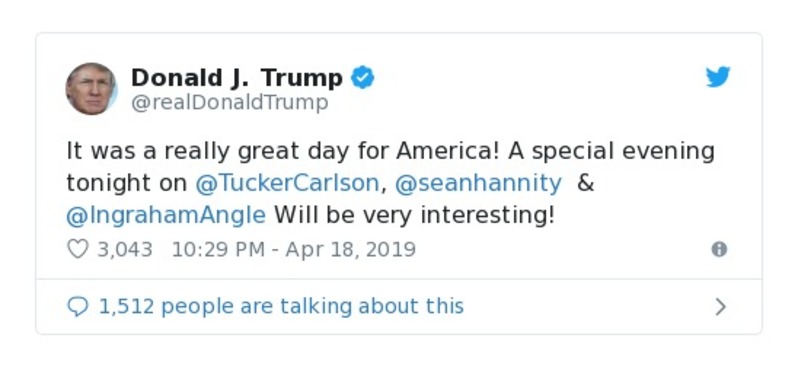 Donald J. Trump
@realDonaldTrump
It was a really great day for America! A special evening
tonight on @TuckerCarlson, @seanhannity  &
@IngrahamAngle Will be very interesting!
3,043 10:29 PM - Apr 18, 2019
1,512 people are talking about this